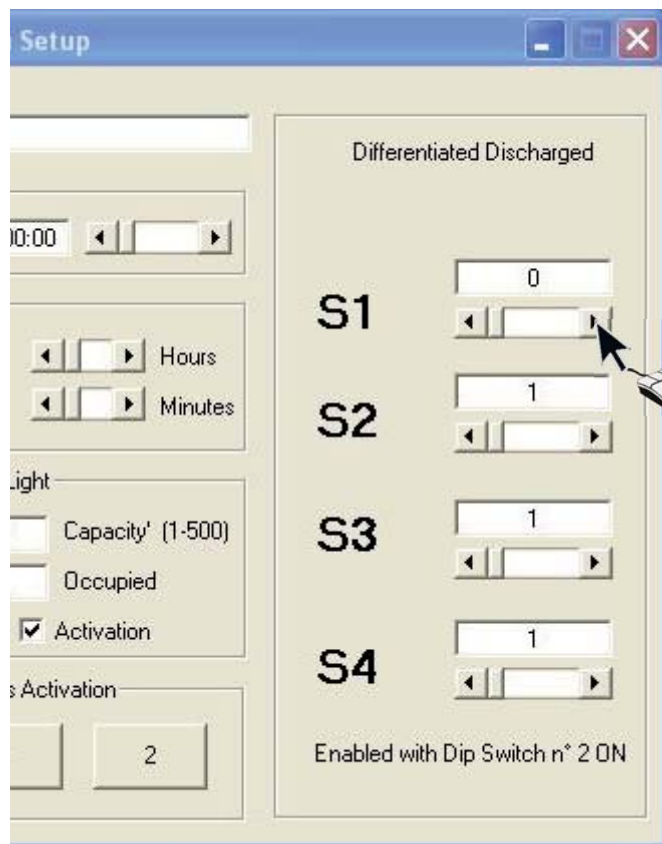 Setup
00:00
Hours
Minutes
Light
Capacity' (1-500)
Occupied
Activation
s Activation
2
Differentiated Discharged
S1
0
S2
1
S3
1
S4
1
Enabled with Dip Switch n° 2 ON